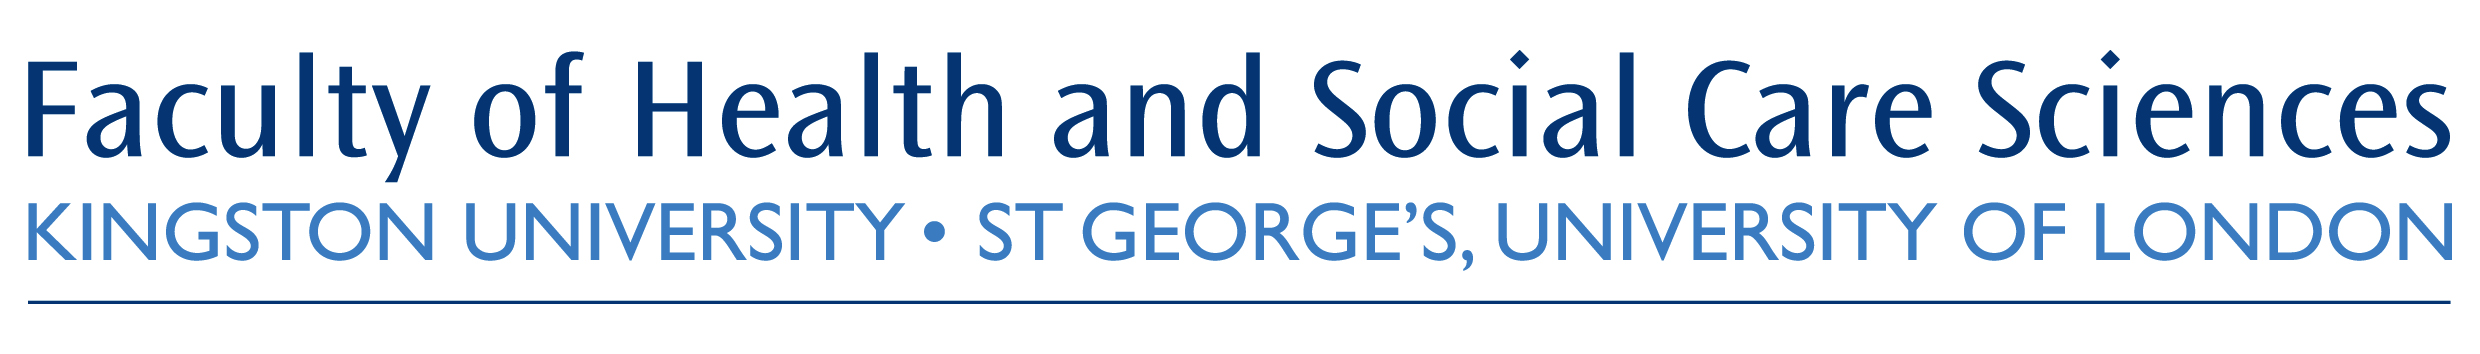 Faculty of Health and Social Care Sciences
KINGSTON UNIVERSITY • ST GEORGE’S, UNIVERSITY OF LONDON